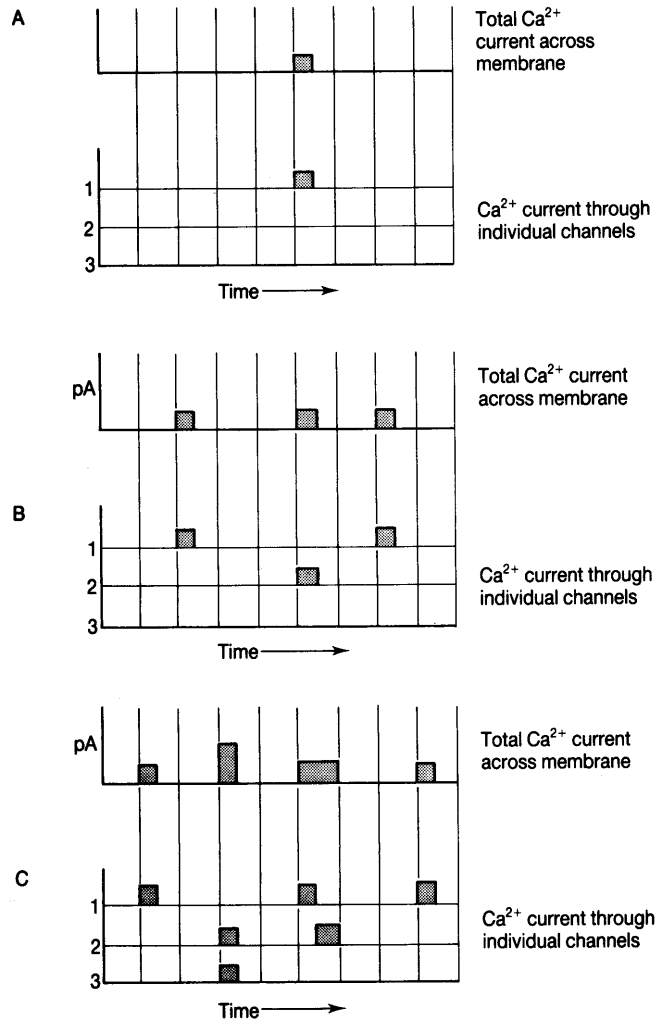 A
Total Ca²⁺
current across
membrane
1
2
3
Ca²⁺ current through
individual channels
Time
pA
Total Ca²⁺ current
across membrane
B
1
2
3
Ca²⁺ current through
individual channels
Time
pA
Total Ca²⁺ current
across membrane
C
1
2
3
Ca²⁺ current through
individual channels
Time